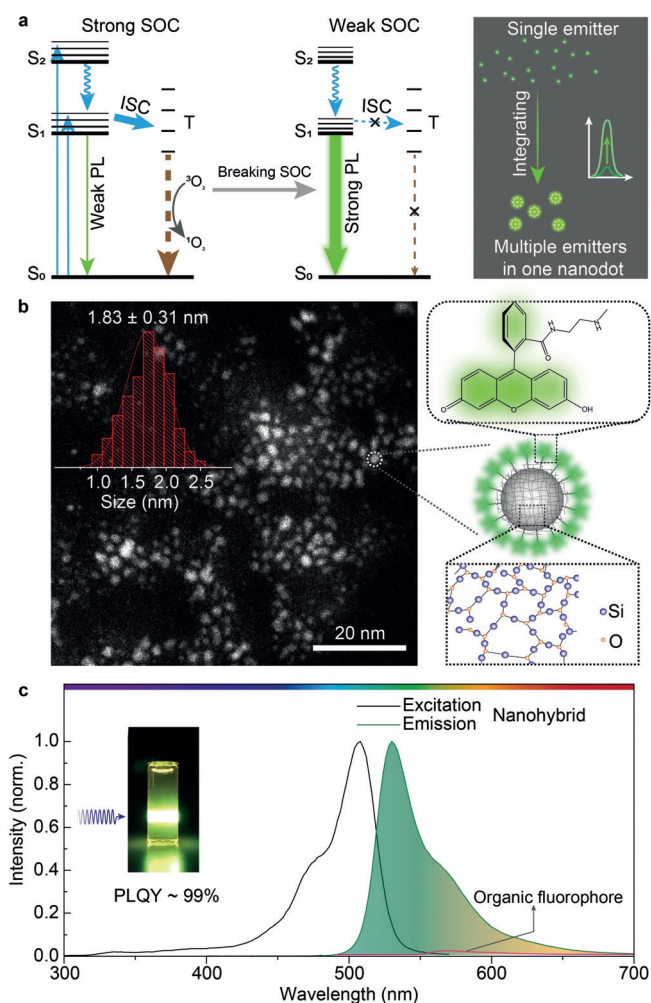 a
Strong SOC
Weak SOC
Single emitter
S₂
S₂
ISC
ISC
T
T
S₁
S₁
Integrating
Weak PL
Strong PL
³O₂
Breaking SOC
¹O₂
Multiple emitters
in one nanodot
S₀
S₀
b
1.83 ± 0.31 nm
1.0 1.5 2.0 2.5
Size (nm)
20 nm
H
N
N
H
O
O
O
OH
Si
O
c
Excitation
Emission
Nanohybrid
1.0
0.8
0.6
0.4
0.2
0.0
Intensity (norm.)
PLQY ~ 99%
Organic fluorophore
300 400 500 600 700
Wavelength (nm)